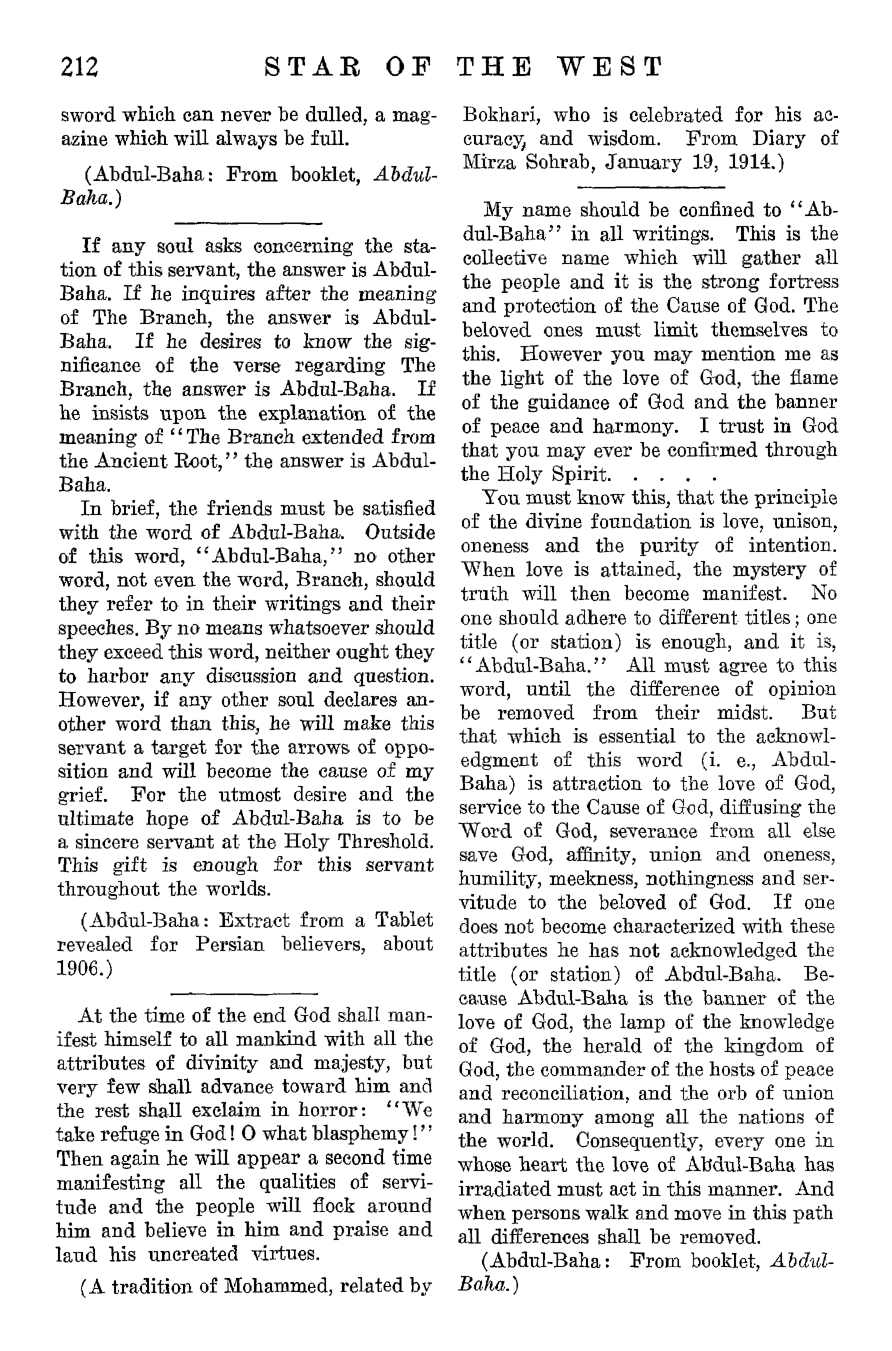 212 STAR OF THE WEST
sword which can never be dulled, a mag-
azine which will always be full.
(Abdul-Baha: From booklet, Abdul-
Baha.)
If any soul asks concerning the sta-
tion of this servant, the answer is Abdul-
Baha. If he inquires after the meaning
of The Branch, the answer is Abdul-
Baha. If he desires to know the sig-
nificance of the verse regarding The
Branch, the answer is Abdul-Baha. If
he insists upon the explanation of the
meaning of "The Branch extended from
the Ancient Root," the answer is Abdul-
Baha.
In brief, the friends must be satisfied
with the word of Abdul-Baha. Outside
of this word, "Abdul-Baha," no other
word, not even the word, Branch, should
they refer to in their writings and their
speeches. By no means whatsoever should
they exceed this word, neither ought they
to harbor any discussion and question.
However, if any other soul declares an-
other word than this, he will make this
servant a target for the arrows of oppo-
sition and will become the cause of my
grief. For the utmost desire and the
ultimate hope of Abdul-Baha is to be
a sincere servant at the Holy Threshold.
This gift is enough for this servant
throughout the worlds.
(Abdul-Baha: Extract from a Tablet
revealed for Persian believers, about
1906.)
At the time of the end God shall man-
ifest himself to all mankind with all the
attributes of divinity and majesty, but
very few shall advance toward him and
the rest shall exclaim in horror: "We
take refuge in God! O what blasphemy!"
Then again he will appear a second time
manifesting all the qualities of servi-
tude and the people will flock around
him and believe in him and praise and
laud his uncreated virtues.
(A tradition of Mohammed, related by
Bokhari, who is celebrated for his ac-
curacy, and wisdom. From Diary of
Mirza Sohrab, January 19, 1914.)
My name should be confined to "Ab-
dul-Baha" in all writings. This is the
collective name which will gather all
the people and it is the strong fortress
and protection of the Cause of God. The
beloved ones must limit themselves to
this. However you may mention me as
the light of the love of God, the flame
of the guidance of God and the banner
of peace and harmony. I trust in God
that you may ever be confirmed through
the Holy Spirit. . . . .
You must know this, that the principle
of the divine foundation is love, unison,
oneness and the purity of intention.
When love is attained, the mystery of
truth will then become manifest. No
one should adhere to different titles; one
title (or station) is enough, and it is,
"Abdul-Baha." All must agree to this
word, until the difference of opinion
be removed from their midst. But
that which is essential to the acknowl-
edgment of this word (i. e., Abdul-
Baha) is attraction to the love of God,
service to the Cause of God, diffusing the
Word of God, severance from all else
save God, affinity, union and oneness,
humility, meekness, nothingness and ser-
vitude to the beloved of God. If one
does not become characterized with these
attributes he has not acknowledged the
title (or station) of Abdul-Baha. Be-
cause Abdul-Baha is the banner of the
love of God, the lamp of the knowledge
of God, the herald of the kingdom of
God, the commander of the hosts of peace
and reconciliation, and the orb of union
and harmony among all the nations of
the world. Consequently, every one in
whose heart the love of Abdul-Baha has
irradiated must act in this manner. And
when persons walk and move in this path
all differences shall be removed.
(Abdul-Baha: From booklet, Abdul-
Baha.)